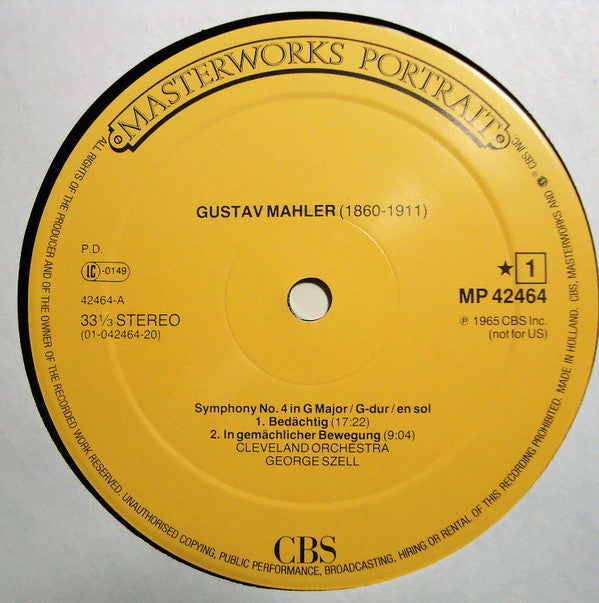 MASTERWORKS PORTRAIT
GUSTAV MAHLER (1860-1911)
P.D.
LC-0149
42464-A
33 1/3 STEREO
(01-042464-20)
★ 1
MP 42464
℗ 1965 CBS Inc.
(not for US)
Symphony No. 4 in G Major / G-dur / en sol
1. Bedächtig (17:22)
2. In gemächlicher Bewegung (9:04)
CLEVELAND ORCHESTRA
GEORGE SZELL
CBS
ALL RIGHTS OF THE PRODUCER AND OF THE OWNER OF THE RECORDED WORK RESERVED. UNAUTHORISED COPYING, PUBLIC PERFORMANCE, BROADCASTING, HIRING OR RENTAL OF THIS RECORDING PROHIBITED. MADE IN HOLLAND. CBS, MASTERWORKS AND ® CBS INC.